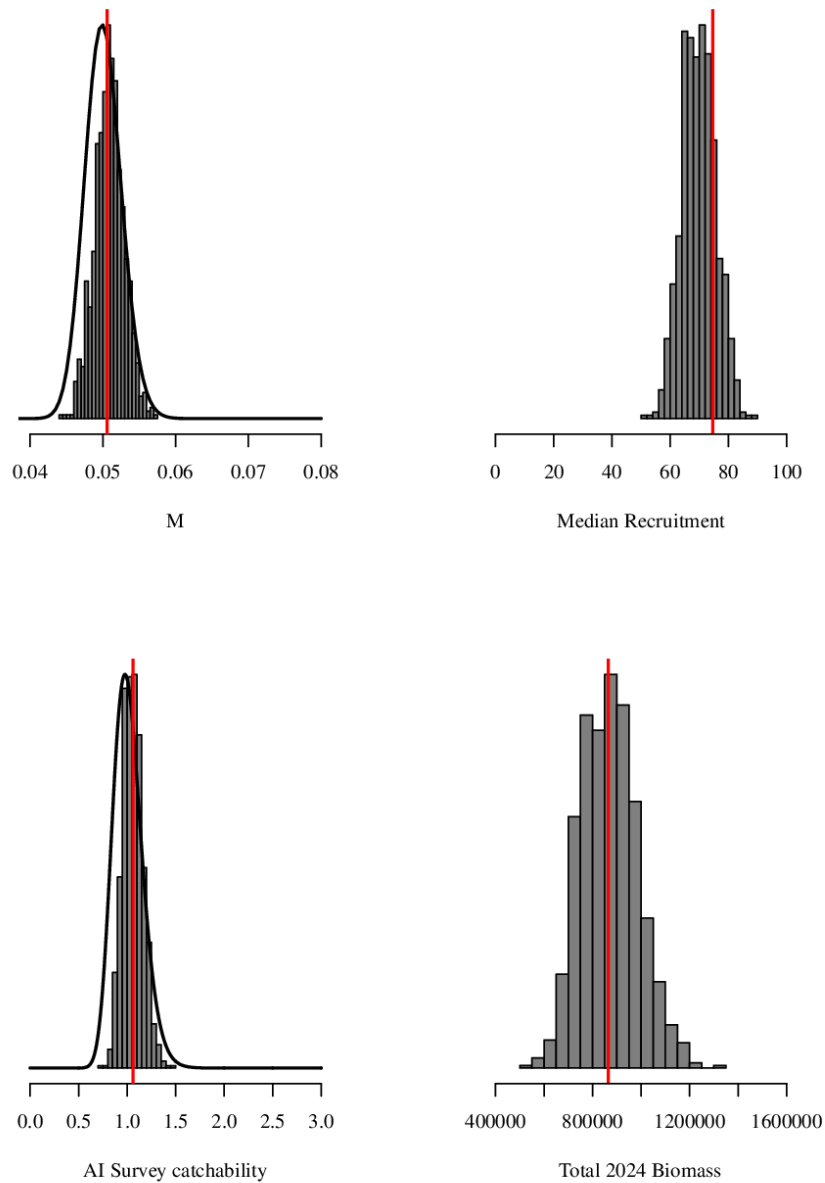 0.04 0.05 0.06 0.07 0.08
M
0 20 40 60 80 100
Median Recruitment
0.0 0.5 1.0 1.5 2.0 2.5 3.0
AI Survey catchability
400000 800000 1200000 1600000
Total 2024 Biomass